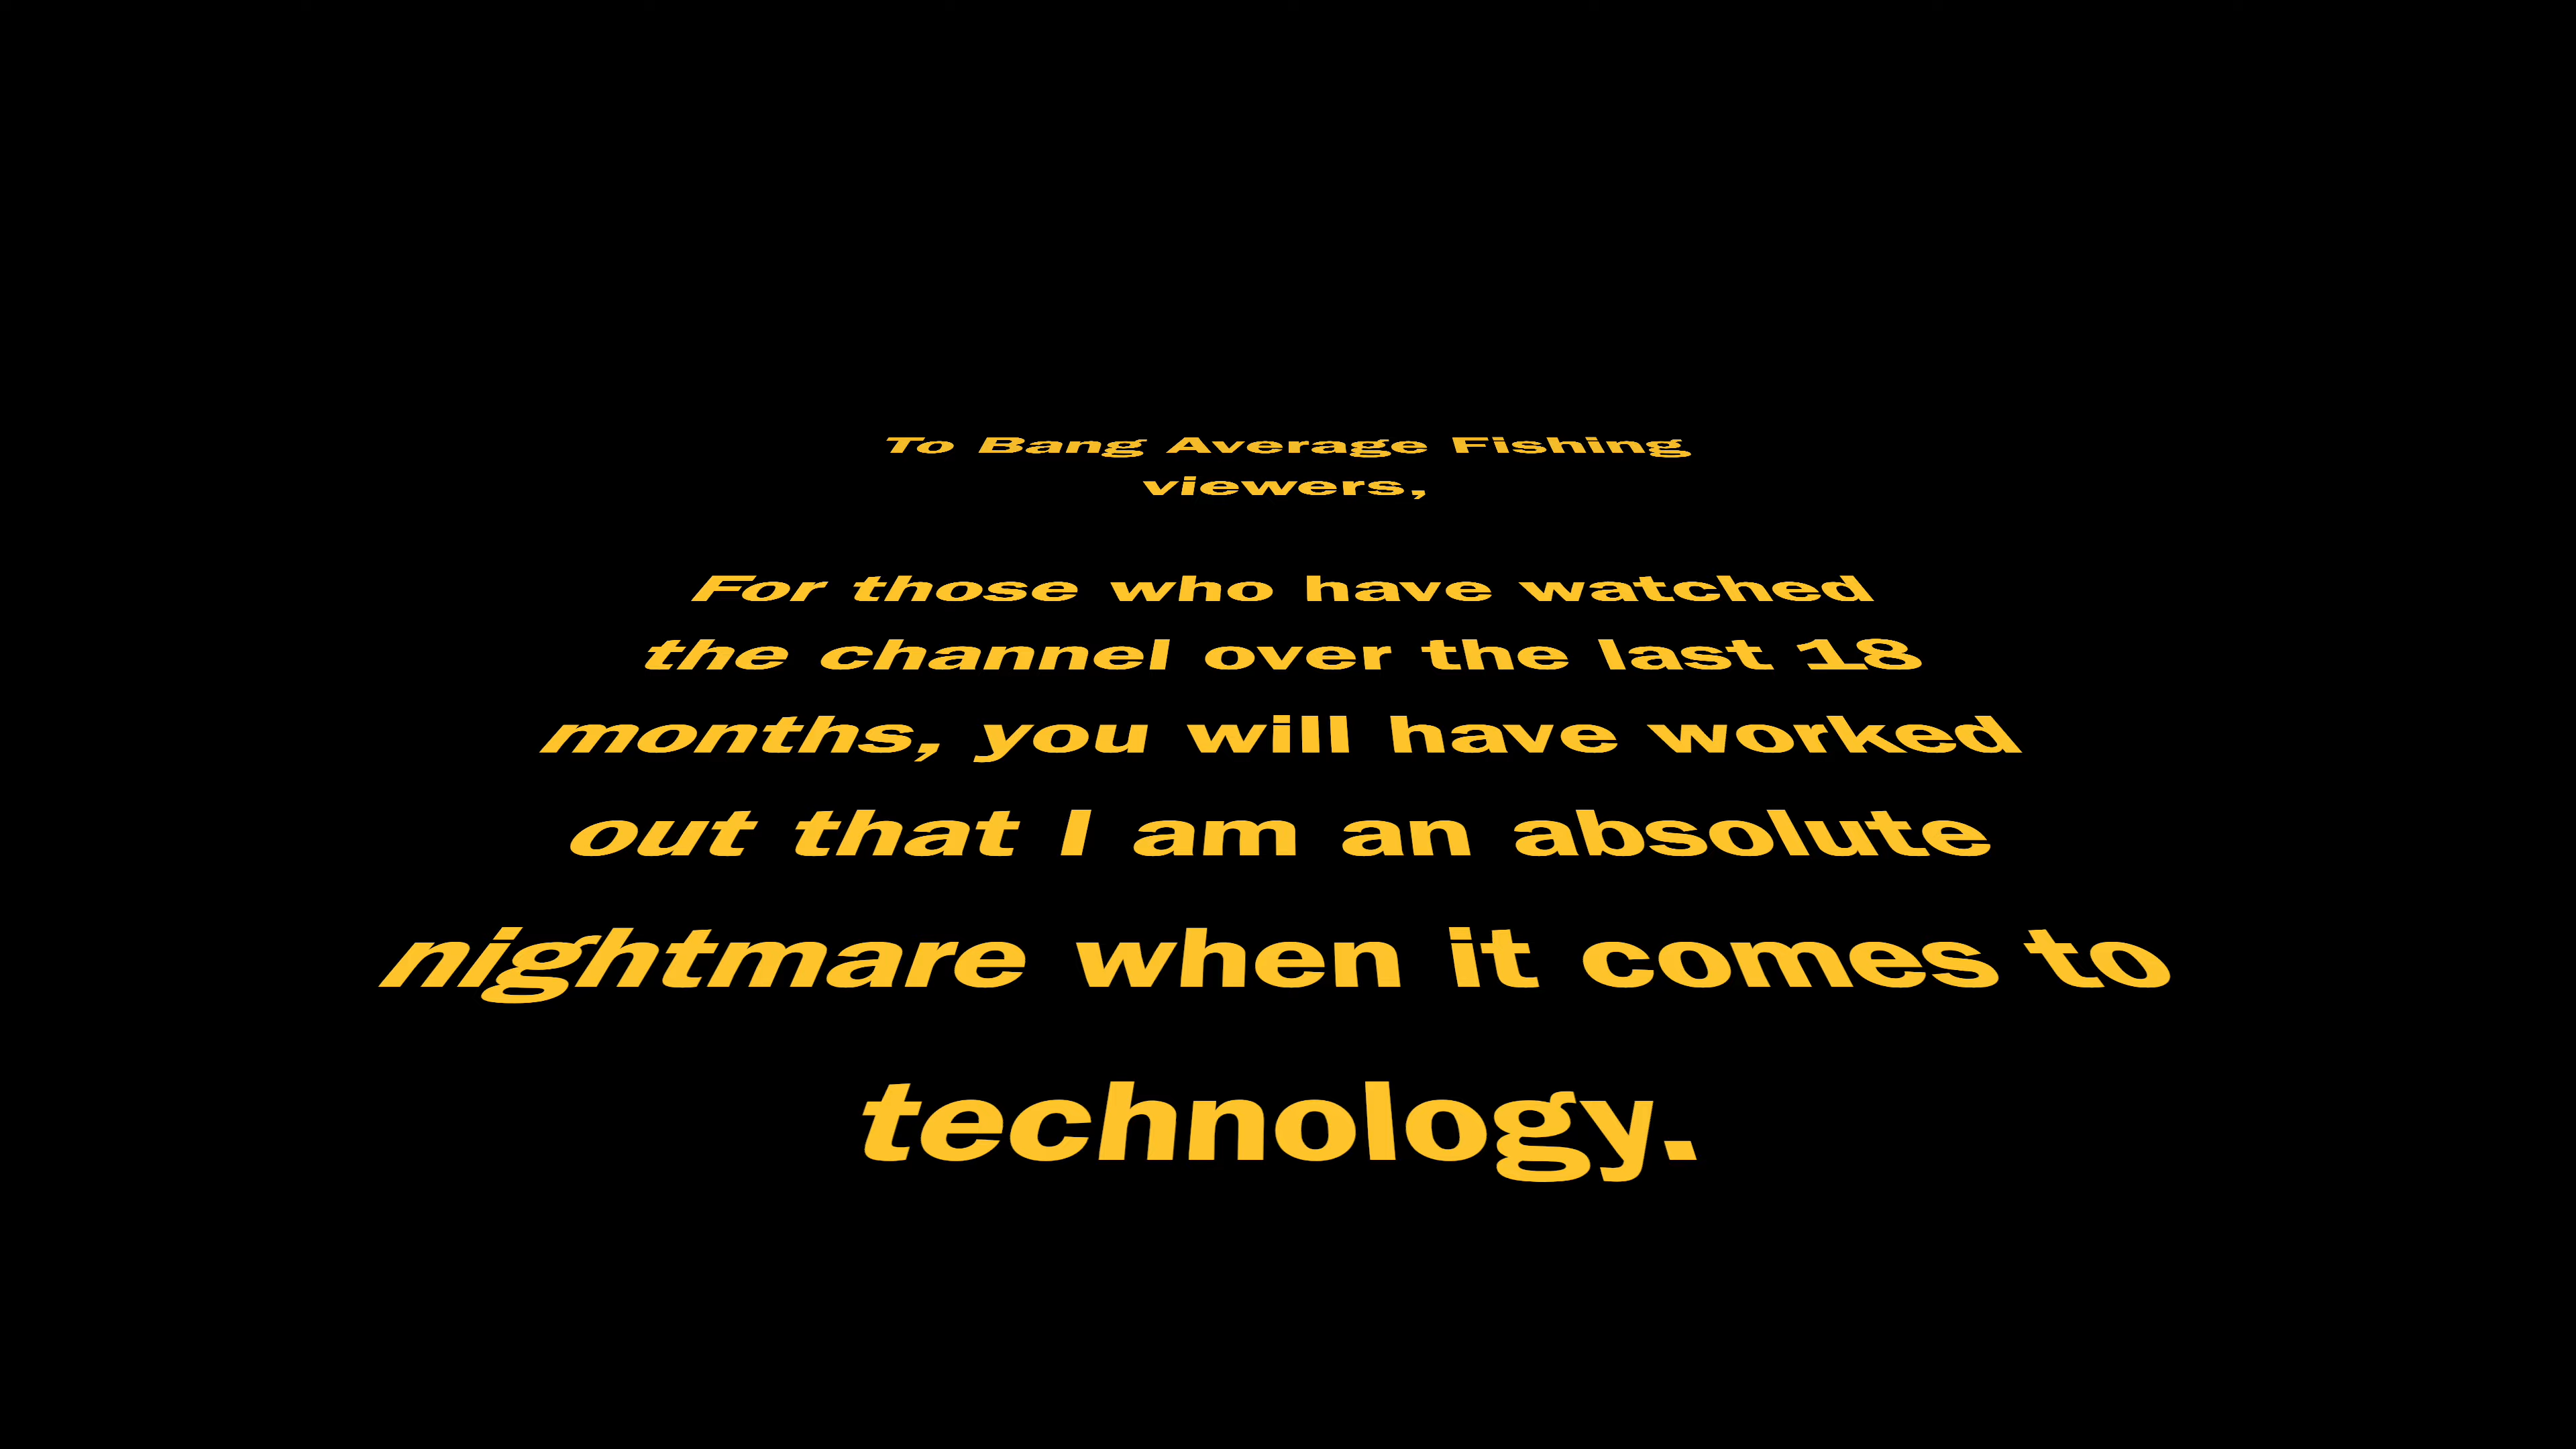 To Bang Average Fishing
viewers,
For those who have watched
the channel over the last 18
months, you will have worked
out that I am an absolute
nightmare when it comes to
technology.